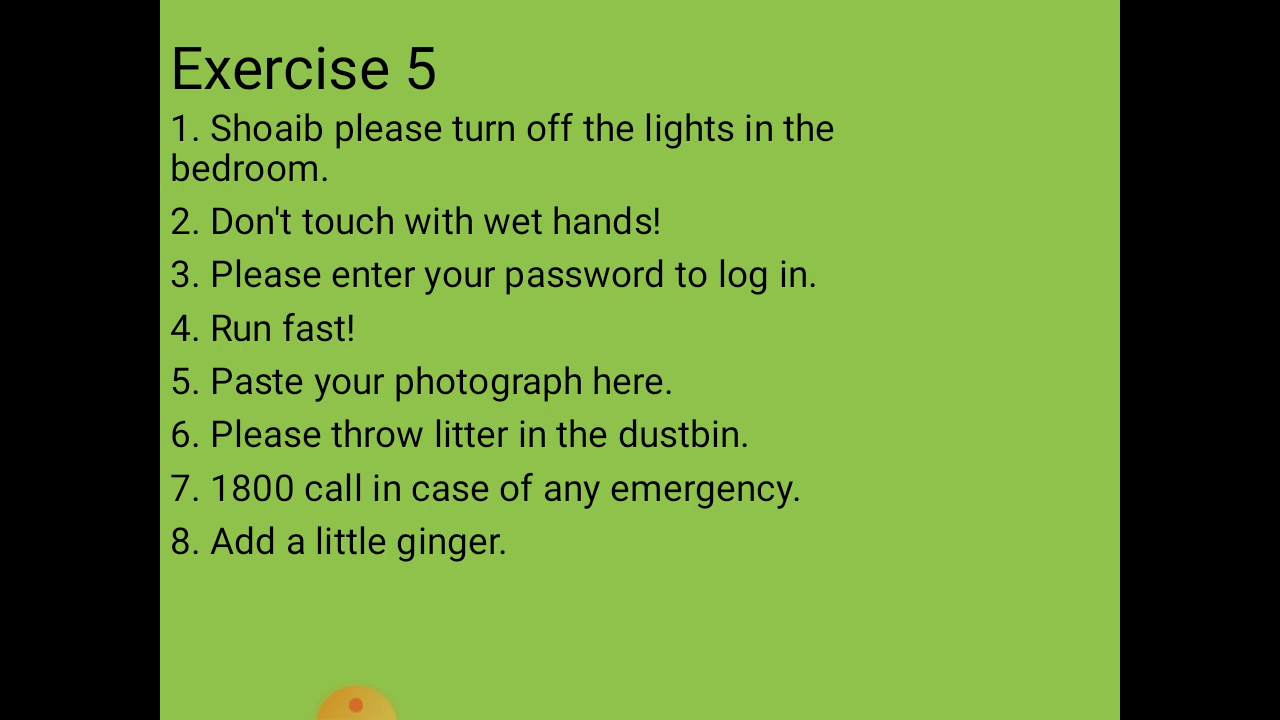 Exercise 5
1. Shoaib please turn off the lights in the
bedroom.
2. Don't touch with wet hands!
3. Please enter your password to log in.
4. Run fast!
5. Paste your photograph here.
6. Please throw litter in the dustbin.
7. 1800 call in case of any emergency.
8. Add a little ginger.